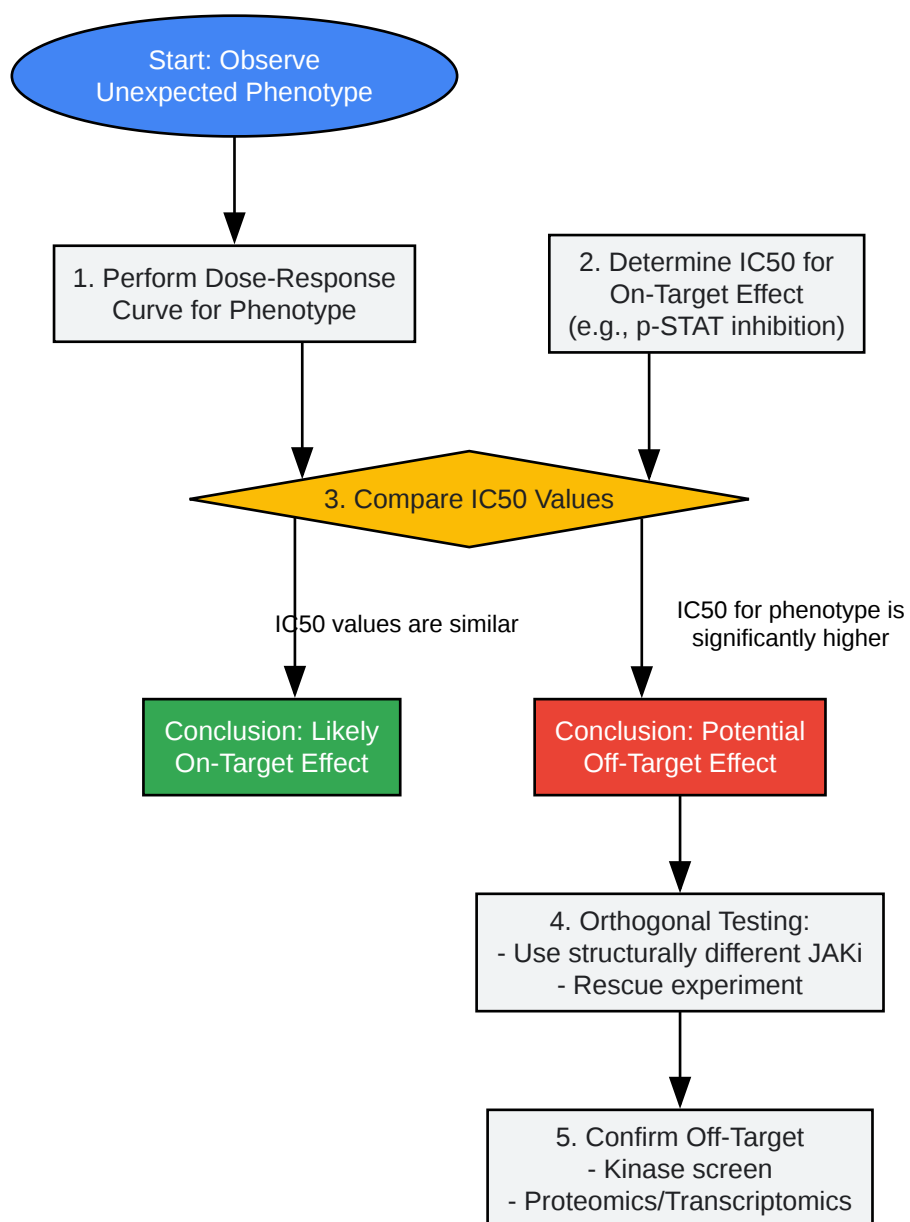 Start: Observe
Unexpected Phenotype
1. Perform Dose-Response
Curve for Phenotype
2. Determine IC50 for
On-Target Effect
(e.g., p-STAT inhibition)
3. Compare IC50 Values
IC50 values are similar
IC50 for phenotype is
significantly higher
Conclusion: Likely
On-Target Effect
Conclusion: Potential
Off-Target Effect
4. Orthogonal Testing:
- Use structurally different JAKi
- Rescue experiment
5. Confirm Off-Target
- Kinase screen
- Proteomics/Transcriptomics